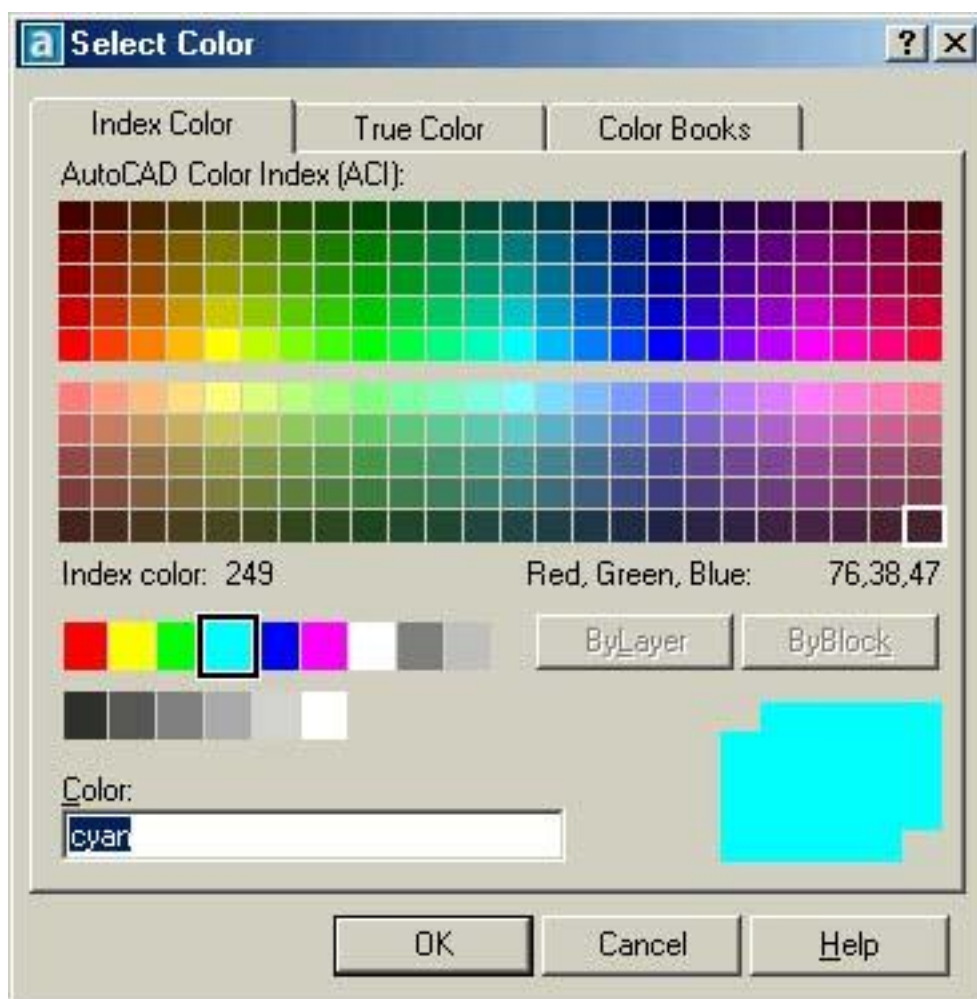 a Select Color ? ×
Index Color True Color Color Books
AutoCAD Color Index (ACI):
Index color: 249 Red, Green, Blue: 76,38,47
ByLayer ByBlock
Color:
cyan
OK Cancel Help